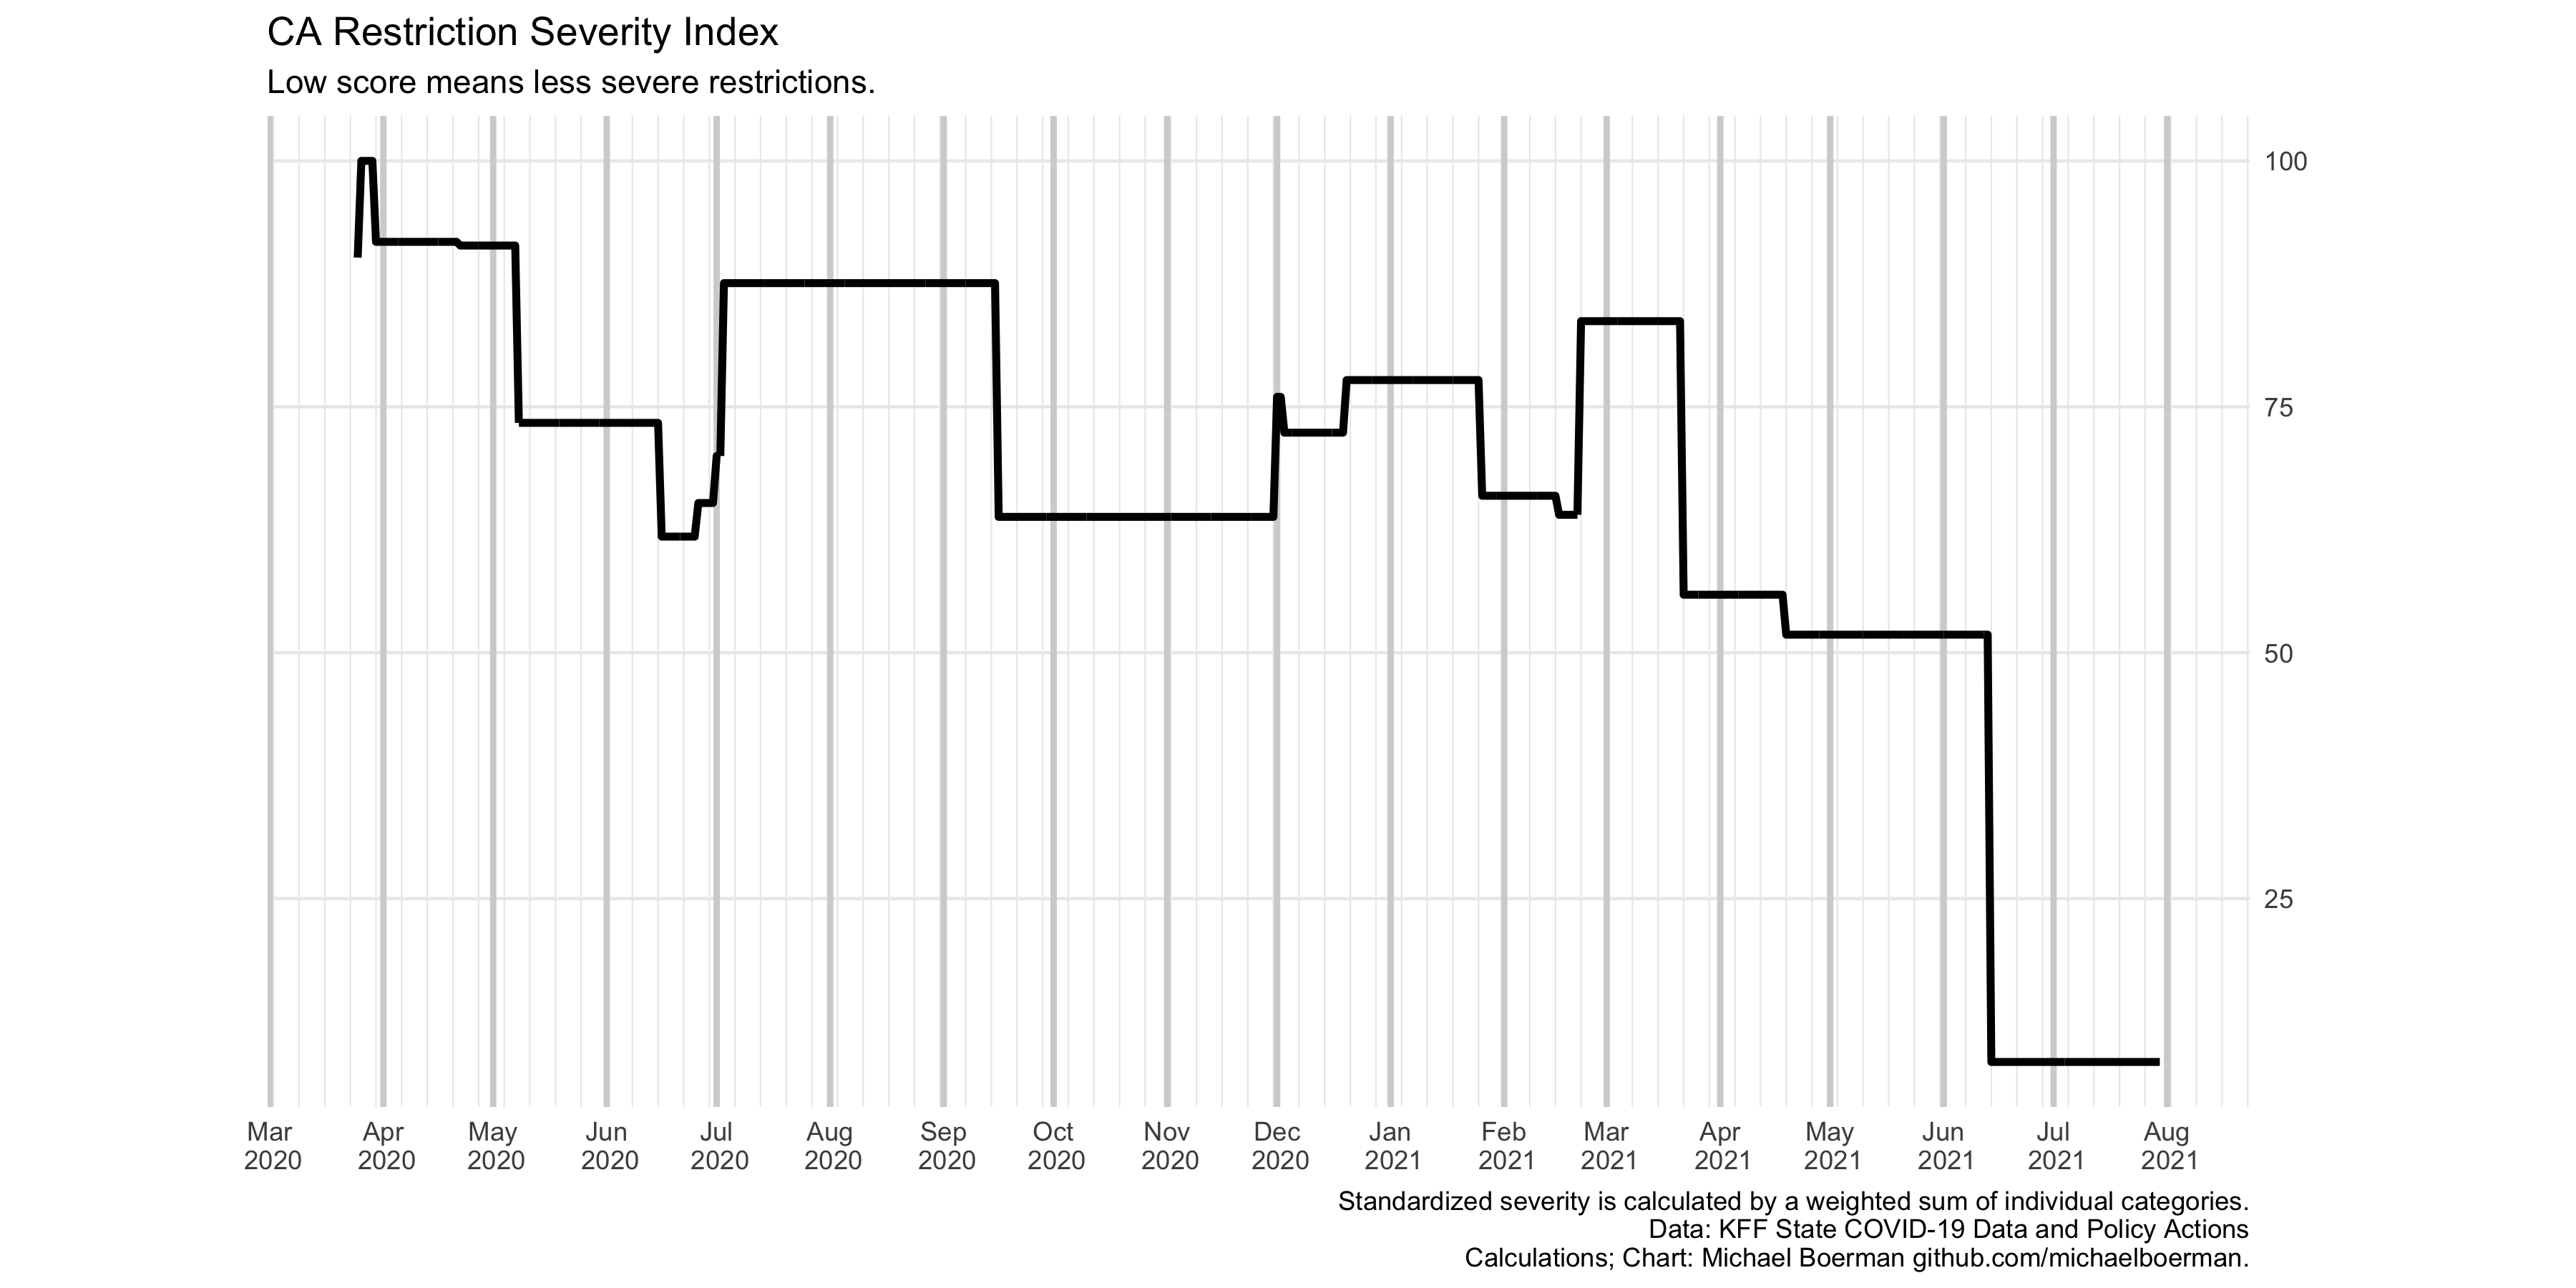 CA Restriction Severity Index
Low score means less severe restrictions.
100
75
50
25
Mar Apr May Jun Jul Aug Sep Oct Nov Dec Jan Feb Mar Apr May Jun Jul Aug
2020 2020 2020 2020 2020 2020 2020 2020 2020 2020 2021 2021 2021 2021 2021 2021 2021 2021
Standardized severity is calculated by a weighted sum of individual categories.
Data: KFF State COVID-19 Data and Policy Actions
Calculations; Chart: Michael Boerman github.com/michaelboerman.